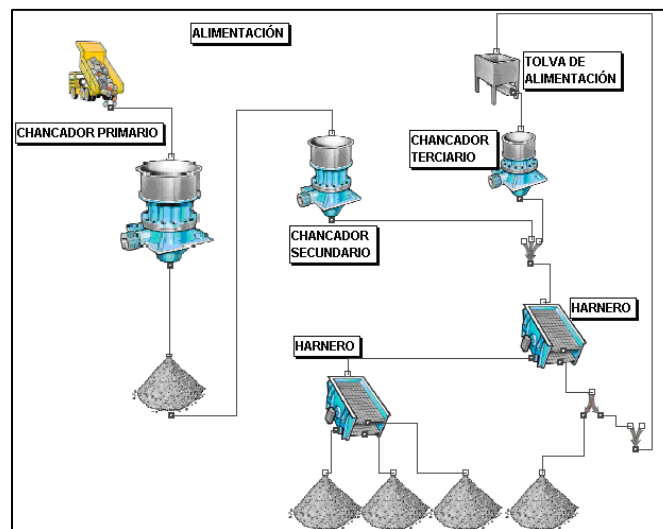 ALIMENTACIÓN
TOLVA DE
ALIMENTACIÓN
CHANCADOR PRIMARIO
CHANCADOR
TERCIARIO
CHANCADOR
SECUNDARIO
HARNERO
HARNERO